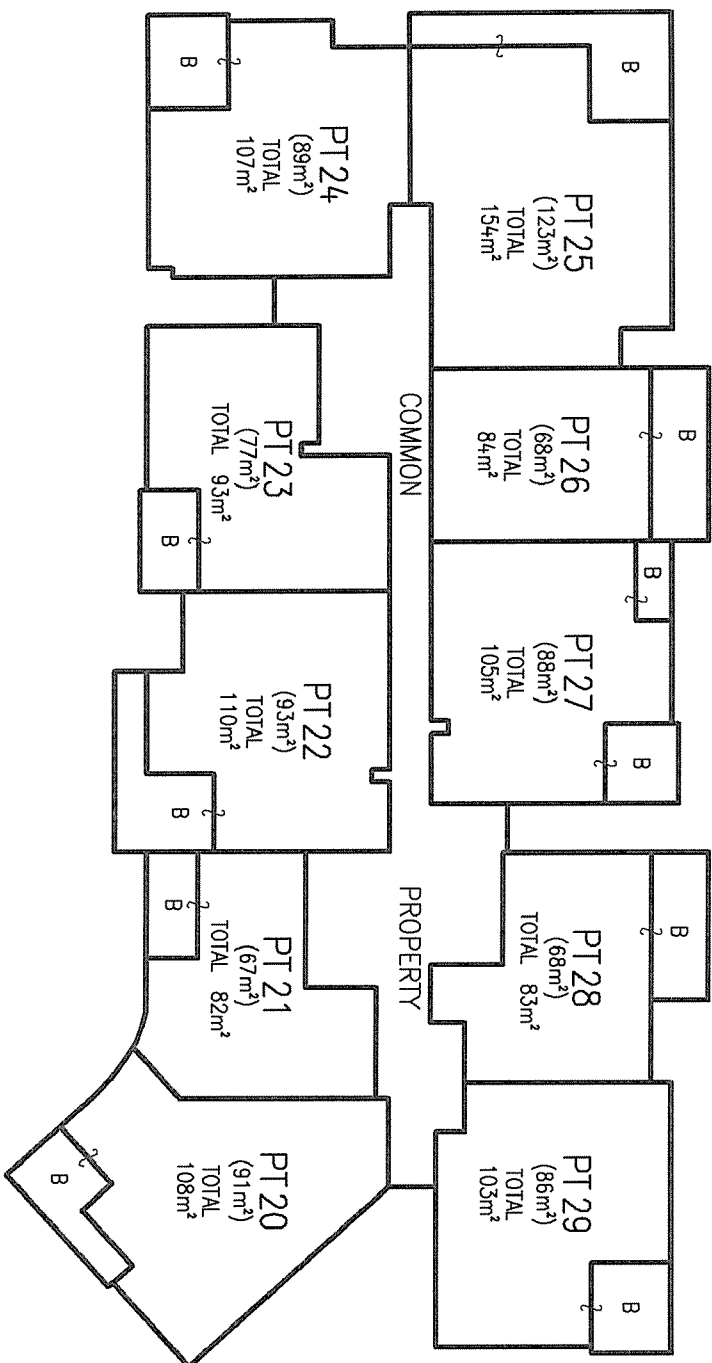 B
PT 25
(123m²)
TOTAL
154m²
B
PT 26
(68m²)
TOTAL
84m²
B
PT 27
(88m²)
TOTAL
105m²
B
B
PT 28
(68m²)
TOTAL 83m²
PT 29
(86m²)
TOTAL
103m²
B
COMMON
PROPERTY
B
PT 24
(89m²)
TOTAL
107m²
PT 23
(77m²)
TOTAL 93m²
B
PT 22
(93m²)
TOTAL
110m²
B
PT 21
(67m²)
TOTAL 82m²
B
PT 20
(91m²)
TOTAL
108m²
B